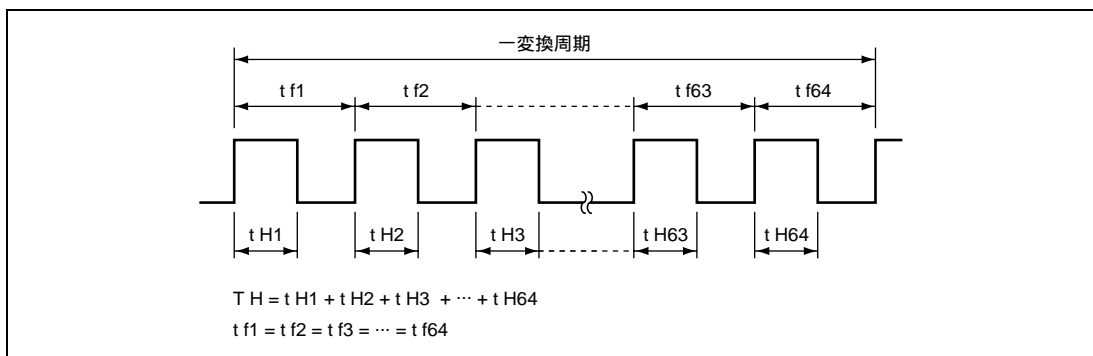 一変換周期
t f1 t f2 t f63 t f64
t H1 t H2 t H3 t H63 t H64
T H = t H1 + t H2 + t H3 + ··· + t H64
t f1 = t f2 = t f3 = ··· = t f64